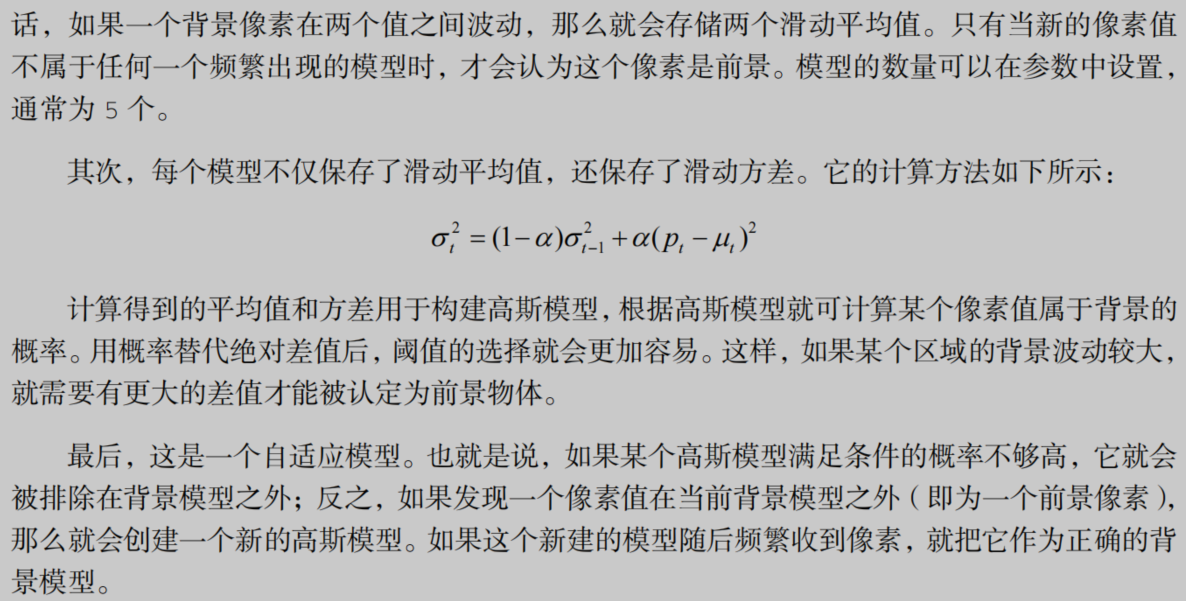 话，如果一个背景像素在两个值之间波动，那么就会存储两个滑动平均值。只有当新的像素值
不属于任何一个频繁出现的模型时，才会认为这个像素是前景。模型的数量可以在参数中设置，
通常为 5 个。
其次，每个模型不仅保存了滑动平均值，还保存了滑动方差。它的计算方法如下所示：
σ_t^2 = (1−α)σ_{t−1}^2 + α(p_t − μ_t)^2
计算得到的平均值和方差用于构建高斯模型，根据高斯模型就可计算某个像素值属于背景的
概率。用概率替代绝对差值后，阈值的选择就会更加容易。这样，如果某个区域的背景波动较大，
就需要有更大的差值才能被认定为前景物体。
最后，这是一个自适应模型。也就是说，如果某个高斯模型满足条件的概率不够高，它就会
被排除在背景模型之外；反之，如果发现一个像素值在当前背景模型之外（即为一个前景像素），
那么就会创建一个新的高斯模型。如果这个新建的模型随后频繁收到像素，就把它作为正确的背
景模型。